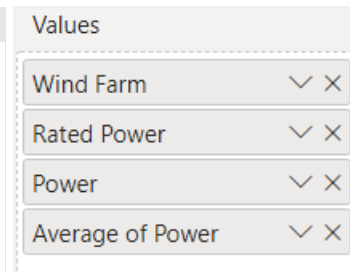 Values
Wind Farm
Rated Power
Power
Average of Power